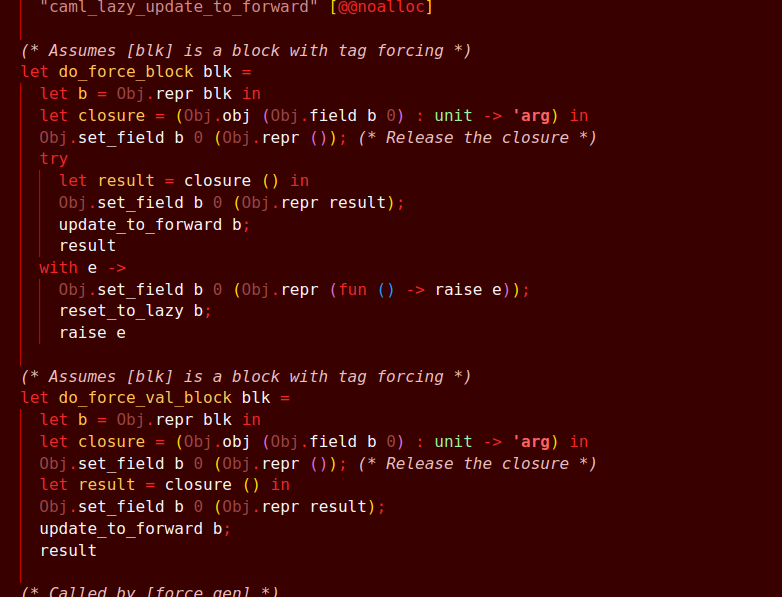 "caml_lazy_update_to_forward" [@@noalloc]
(* Assumes [blk] is a block with tag forcing *)
let do_force_block blk =
let b = Obj.repr blk in
let closure = (Obj.obj (Obj.field b 0) : unit -> 'arg) in
Obj.set_field b 0 (Obj.repr ()); (* Release the closure *)
try
let result = closure () in
Obj.set_field b 0 (Obj.repr result);
update_to_forward b;
result
with e ->
Obj.set_field b 0 (Obj.repr (fun () -> raise e));
reset_to_lazy b;
raise e
(* Assumes [blk] is a block with tag forcing *)
let do_force_val_block blk =
let b = Obj.repr blk in
let closure = (Obj.obj (Obj.field b 0) : unit -> 'arg) in
Obj.set_field b 0 (Obj.repr ()); (* Release the closure *)
let result = closure () in
Obj.set_field b 0 (Obj.repr result);
update_to_forward b;
result
(* Called by [force_gen] *)